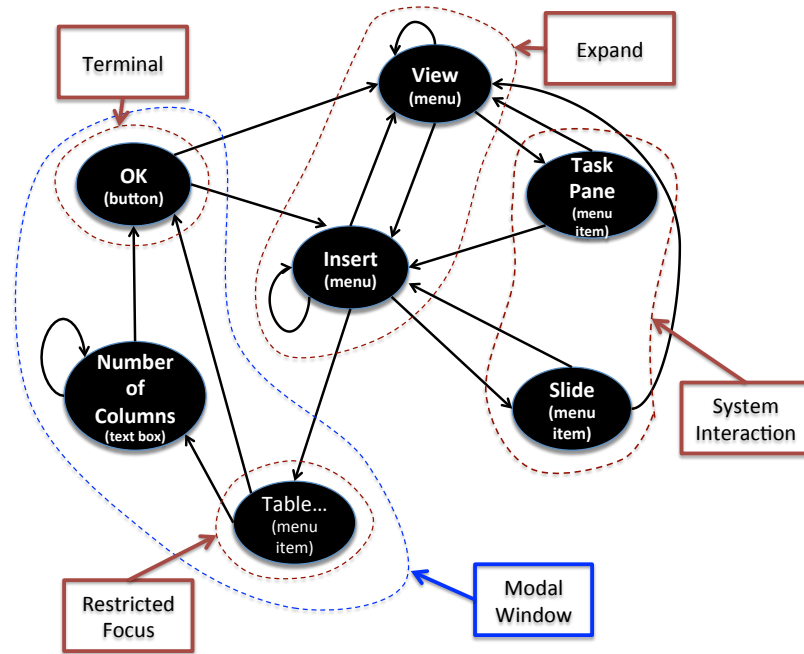 Terminal
View
(menu)
Expand
OK
(button)
Task
Pane
(menu
item)
Insert
(menu)
Number
of
Columns
(text box)
Slide
(menu
item)
System
Interaction
Table...
(menu
item)
Restricted
Focus
Modal
Window